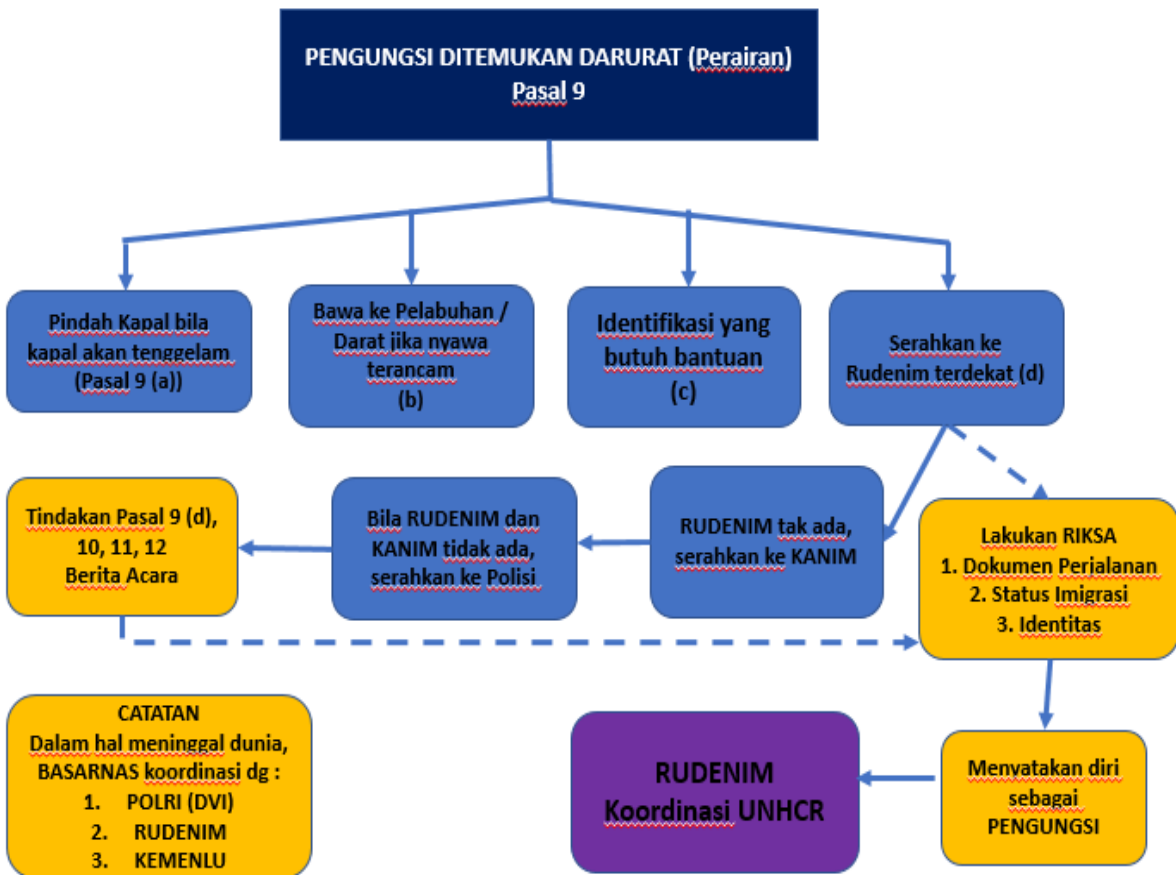 PENGUNGSI DITEMUKAN DARURAT (Perairan)
Pasal 9
Pindah Kapal bila
kapal akan tenggelam
(Pasal 9 (a))
Bawa ke Pelabuhan /
Darat jika nyawa
terancam
(b)
Identifikasi yang
butuh bantuan
(c)
Serahkan ke
Rudenim terdekat (d)
Tindakan Pasal 9 (d),
10, 11, 12
Berita Acara
Bila RUDENIM dan
KANIM tidak ada,
serahkan ke Polisi
RUDENIM tak ada,
serahkan ke KANIM
Lakukan RIKSA
1. Dokumen Perjalanan
2. Status Imigrasi
3. Identitas
CATATAN
Dalam hal meninggal dunia,
BASARNAS koordinasi dg :
1. POLRI (DVI)
2. RUDENIM
3. KEMENLU
RUDENIM
Koordinasi UNHCR
Menyatakan diri
sebagai
PENGUNGSI